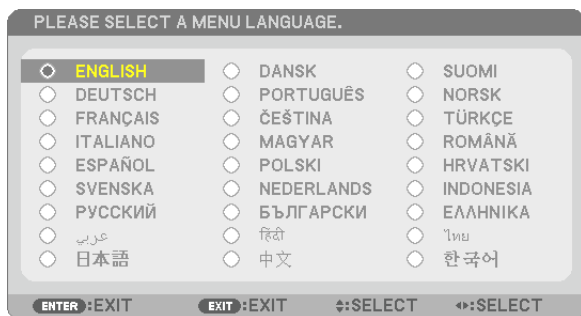 PLEASE SELECT A MENU LANGUAGE.
ENGLISH DANSK SUOMI
DEUTSCH PORTUGUÊS NORSK
FRANÇAIS ČEŠTINA TÜRKÇE
ITALIANO MAGYAR ROMÂNĂ
ESPAÑOL POLSKI HRVATSKI
SVENSKA NEDERLANDS INDONESIA
РУССКИЙ БЪЛГАРСКИ ΕΛΛΗΝΙΚΑ
عربي हिंदी ไทย
日本語 中文 한국어
ENTER :EXIT EXIT :EXIT :SELECT :SELECT